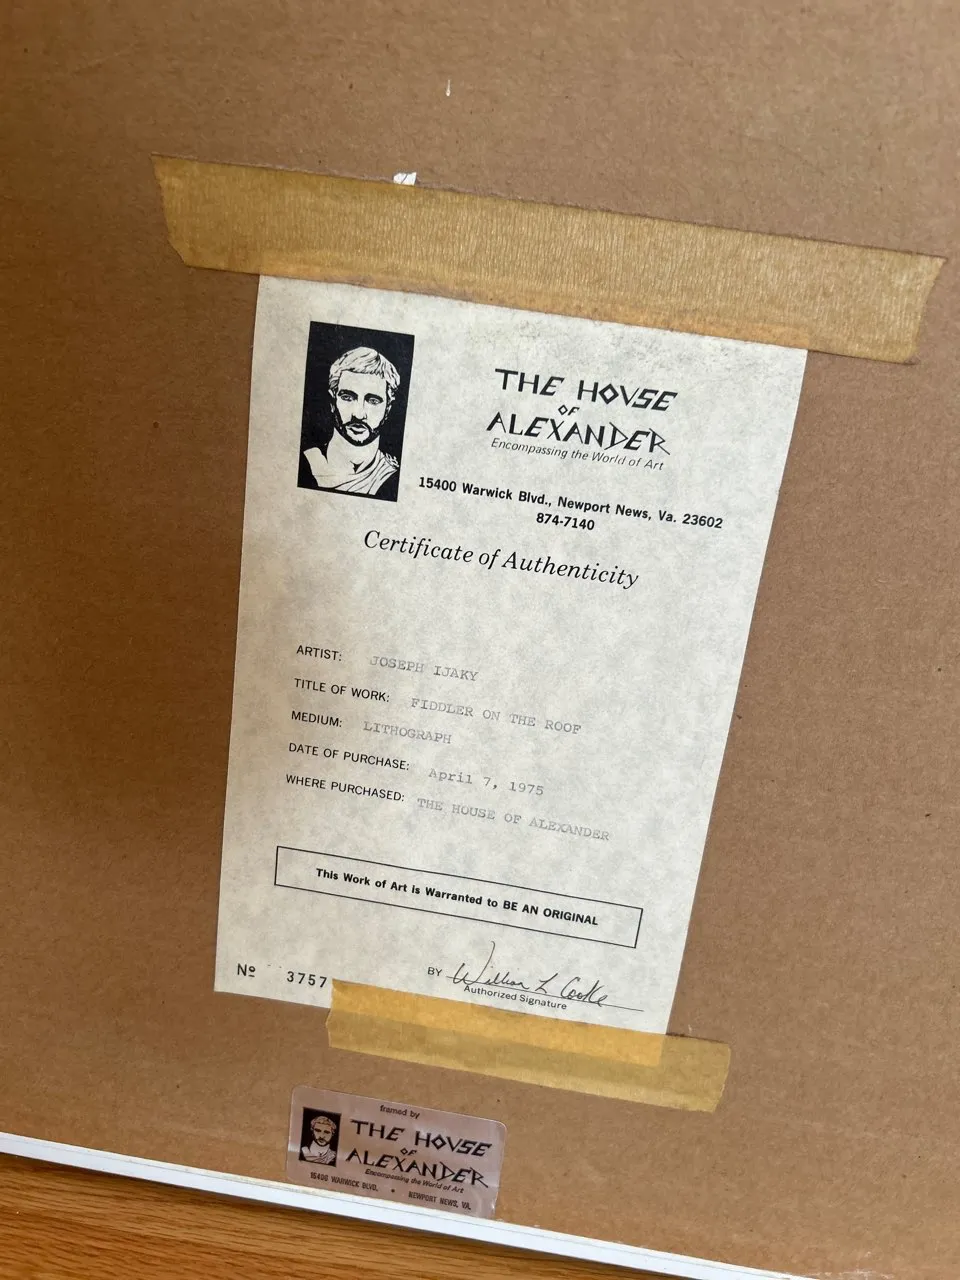 THE HOVSE
OF
ALEXANDER
Encompassing the World of Art
15400 Warwick Blvd., Newport News, Va. 23602
874-7140
Certificate of Authenticity
ARTIST: JOSEPH IJAKY
TITLE OF WORK: FIDDLER ON THE ROOF
MEDIUM: LITHOGRAPH
DATE OF PURCHASE: April 7, 1975
WHERE PURCHASED: THE HOUSE OF ALEXANDER
This Work of Art is Warranted to BE AN ORIGINAL
Nº 3757
BY William L Cooke
Authorized Signature
framed by
THE HOVSE
OF
ALEXANDER
Encompassing the World of Art
15400 WARWICK BLVD. • NEWPORT NEWS, VA.